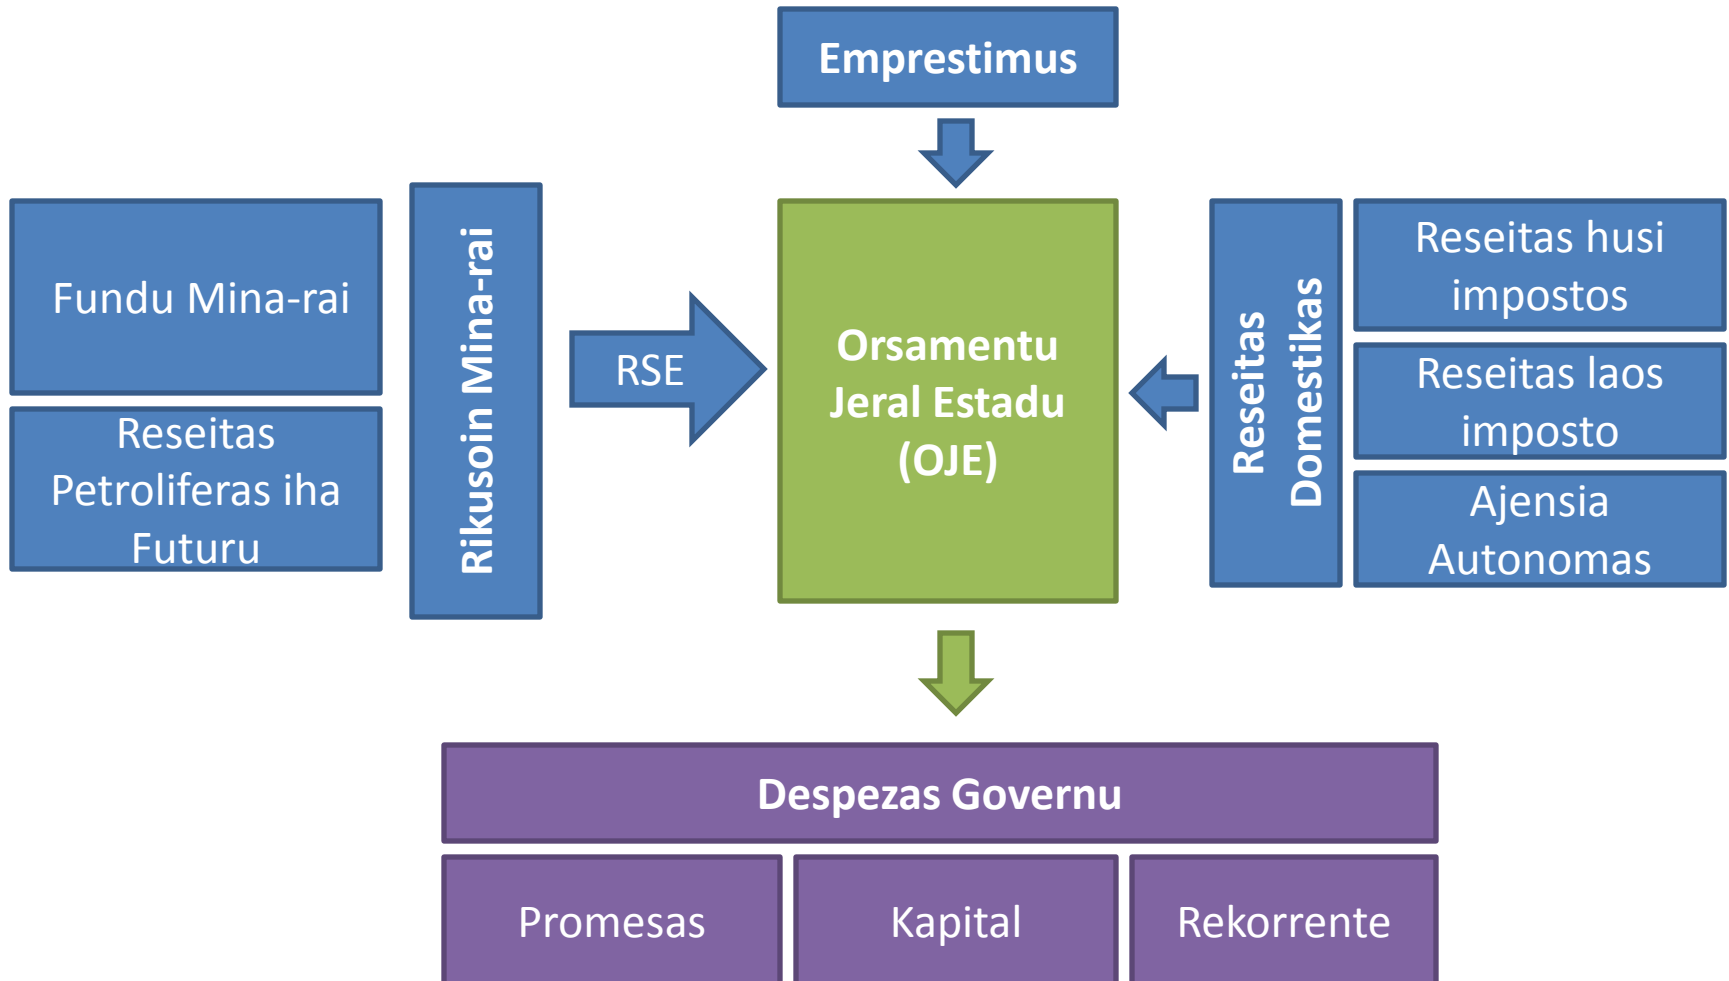 Emprestimus
Fundu Mina-rai
Reseitas
Petroliferas iha
Futuru
Rikusoin Mina-rai
RSE
Orsamentu
Jeral Estadu
(OJE)
Reseitas
Domestikas
Reseitas husi
impostos
Reseitas laos
imposto
Ajensia
Autonomas
Despezas Governu
Promesas
Kapital
Rekorrente